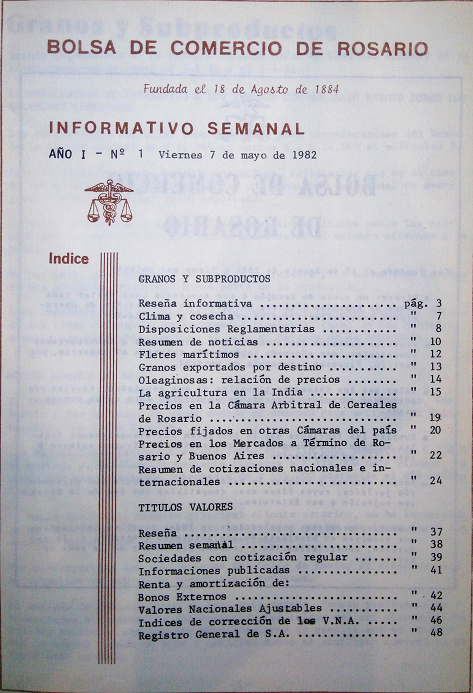 BOLSA DE COMERCIO DE ROSARIO
Fundada el 18 de Agosto de 1884
INFORMATIVO SEMANAL
AÑO I - Nº 1 Viernes 7 de mayo de 1982
Indice
GRANOS Y SUBPRODUCTOS
Reseña informativa ...................... pág. 3
Clima y cosecha ......................... " 7
Disposiciones Reglamentarias ............ " 8
Resumen de noticias ..................... " 10
Fletes marítimos ........................ " 12
Granos exportados por destino ........... " 13
Oleaginosas: relación de precios ........ " 14
La agricultura en la India .............. " 15
Precios en la Cámara Arbitral de Cereales
de Rosario .............................. " 19
Precios fijados en otras Cámaras del país " 20
Precios en los Mercados a Término de Ro-
sario y Buenos Aires .................... " 22
Resumen de cotizaciones nacionales e in-
ternacionales ........................... " 24
TITULOS VALORES
Reseña .................................. " 37
Resumen semanal ......................... " 38
Sociedades con cotización regular ....... " 39
Informaciones publicadas ................ " 41
Renta y amortización de:
Bonos Externos .......................... " 42
Valores Nacionales Ajustables ........... " 44
Indices de corrección de los V.N.A. ..... " 46
Registro General de S.A. ................ " 48